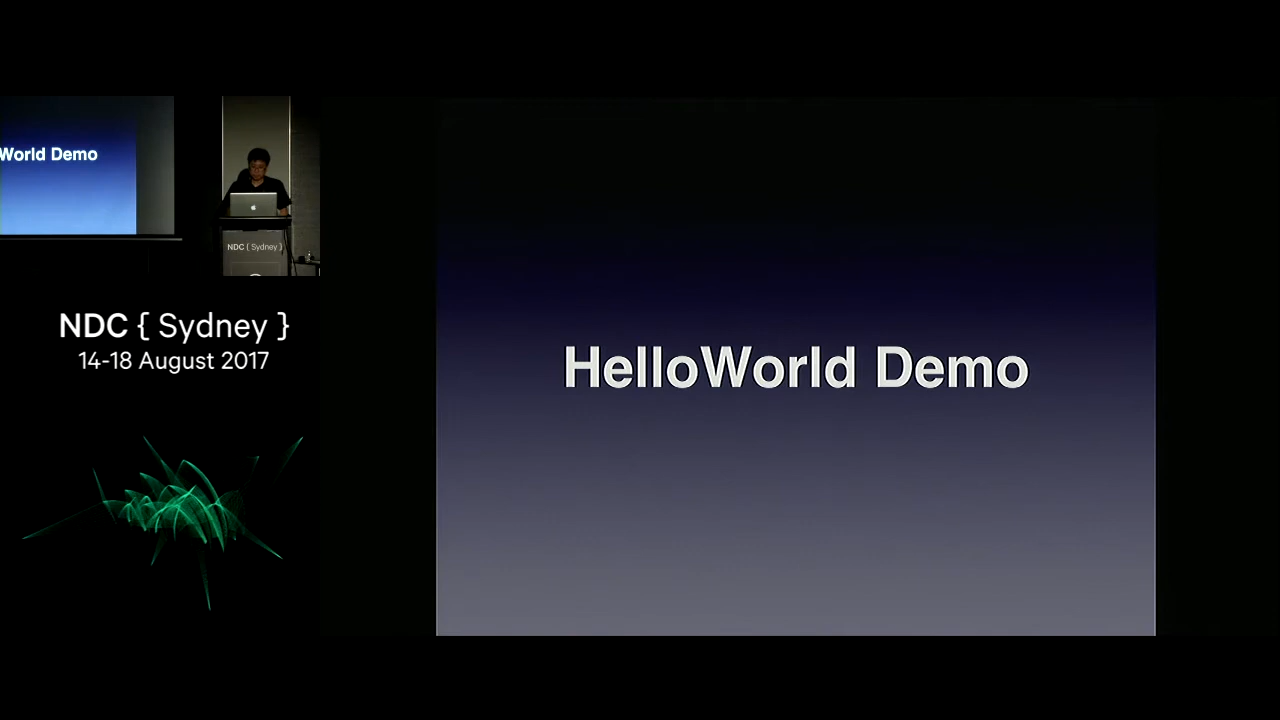 World Demo
NDC { Sydney }
NDC { Sydney }
14-18 August 2017
HelloWorld Demo